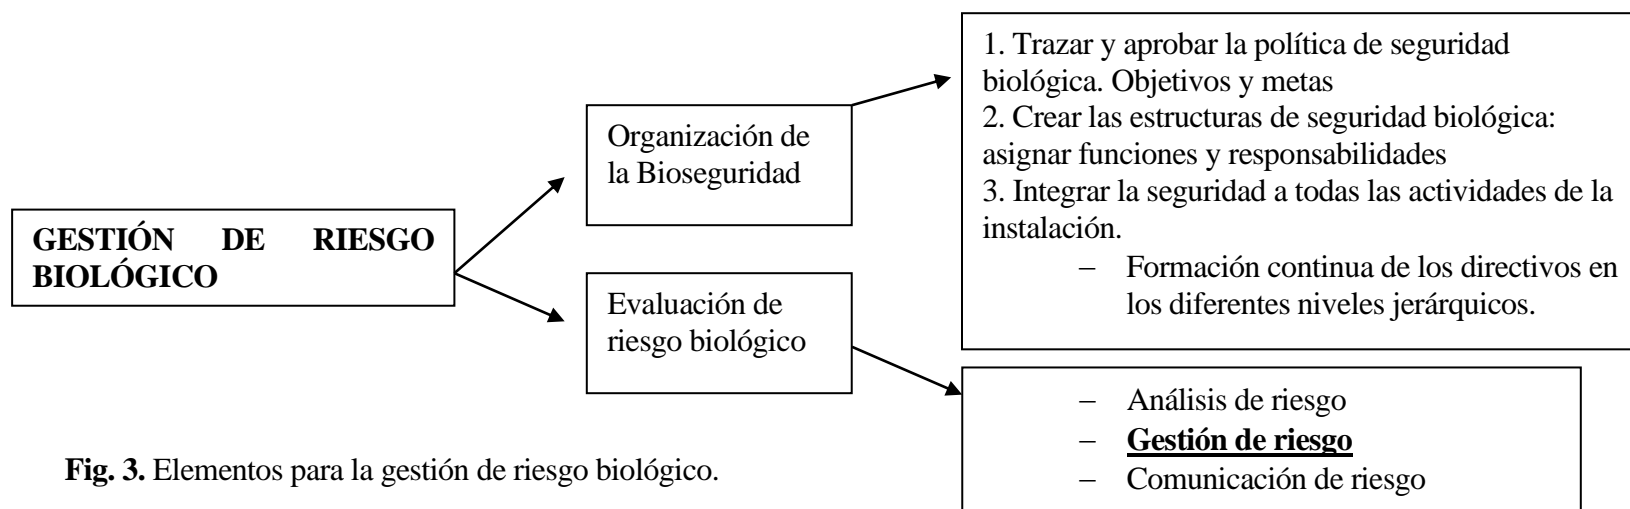 GESTIÓN DE RIESGO
BIOLÓGICO
Organización de
la Bioseguridad
Evaluación de
riesgo biológico
1. Trazar y aprobar la política de seguridad
biológica. Objetivos y metas
2. Crear las estructuras de seguridad biológica:
asignar funciones y responsabilidades
3. Integrar la seguridad a todas las actividades de la
instalación.
– Formación continua de los directivos en
los diferentes niveles jerárquicos.
– Análisis de riesgo
– Gestión de riesgo
– Comunicación de riesgo
Fig. 3. Elementos para la gestión de riesgo biológico.